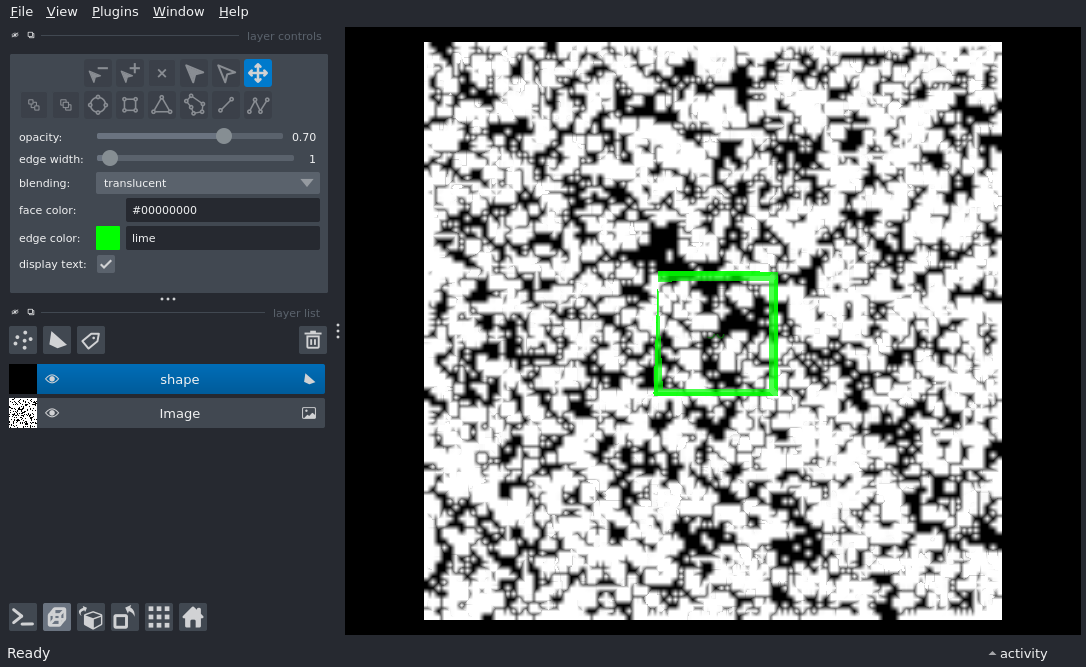 File View Plugins Window Help
layer controls
opacity: 0.70
edge width: 1
blending: translucent
face color: #00000000
edge color: lime
display text:
layer list
shape
Image
Ready activity